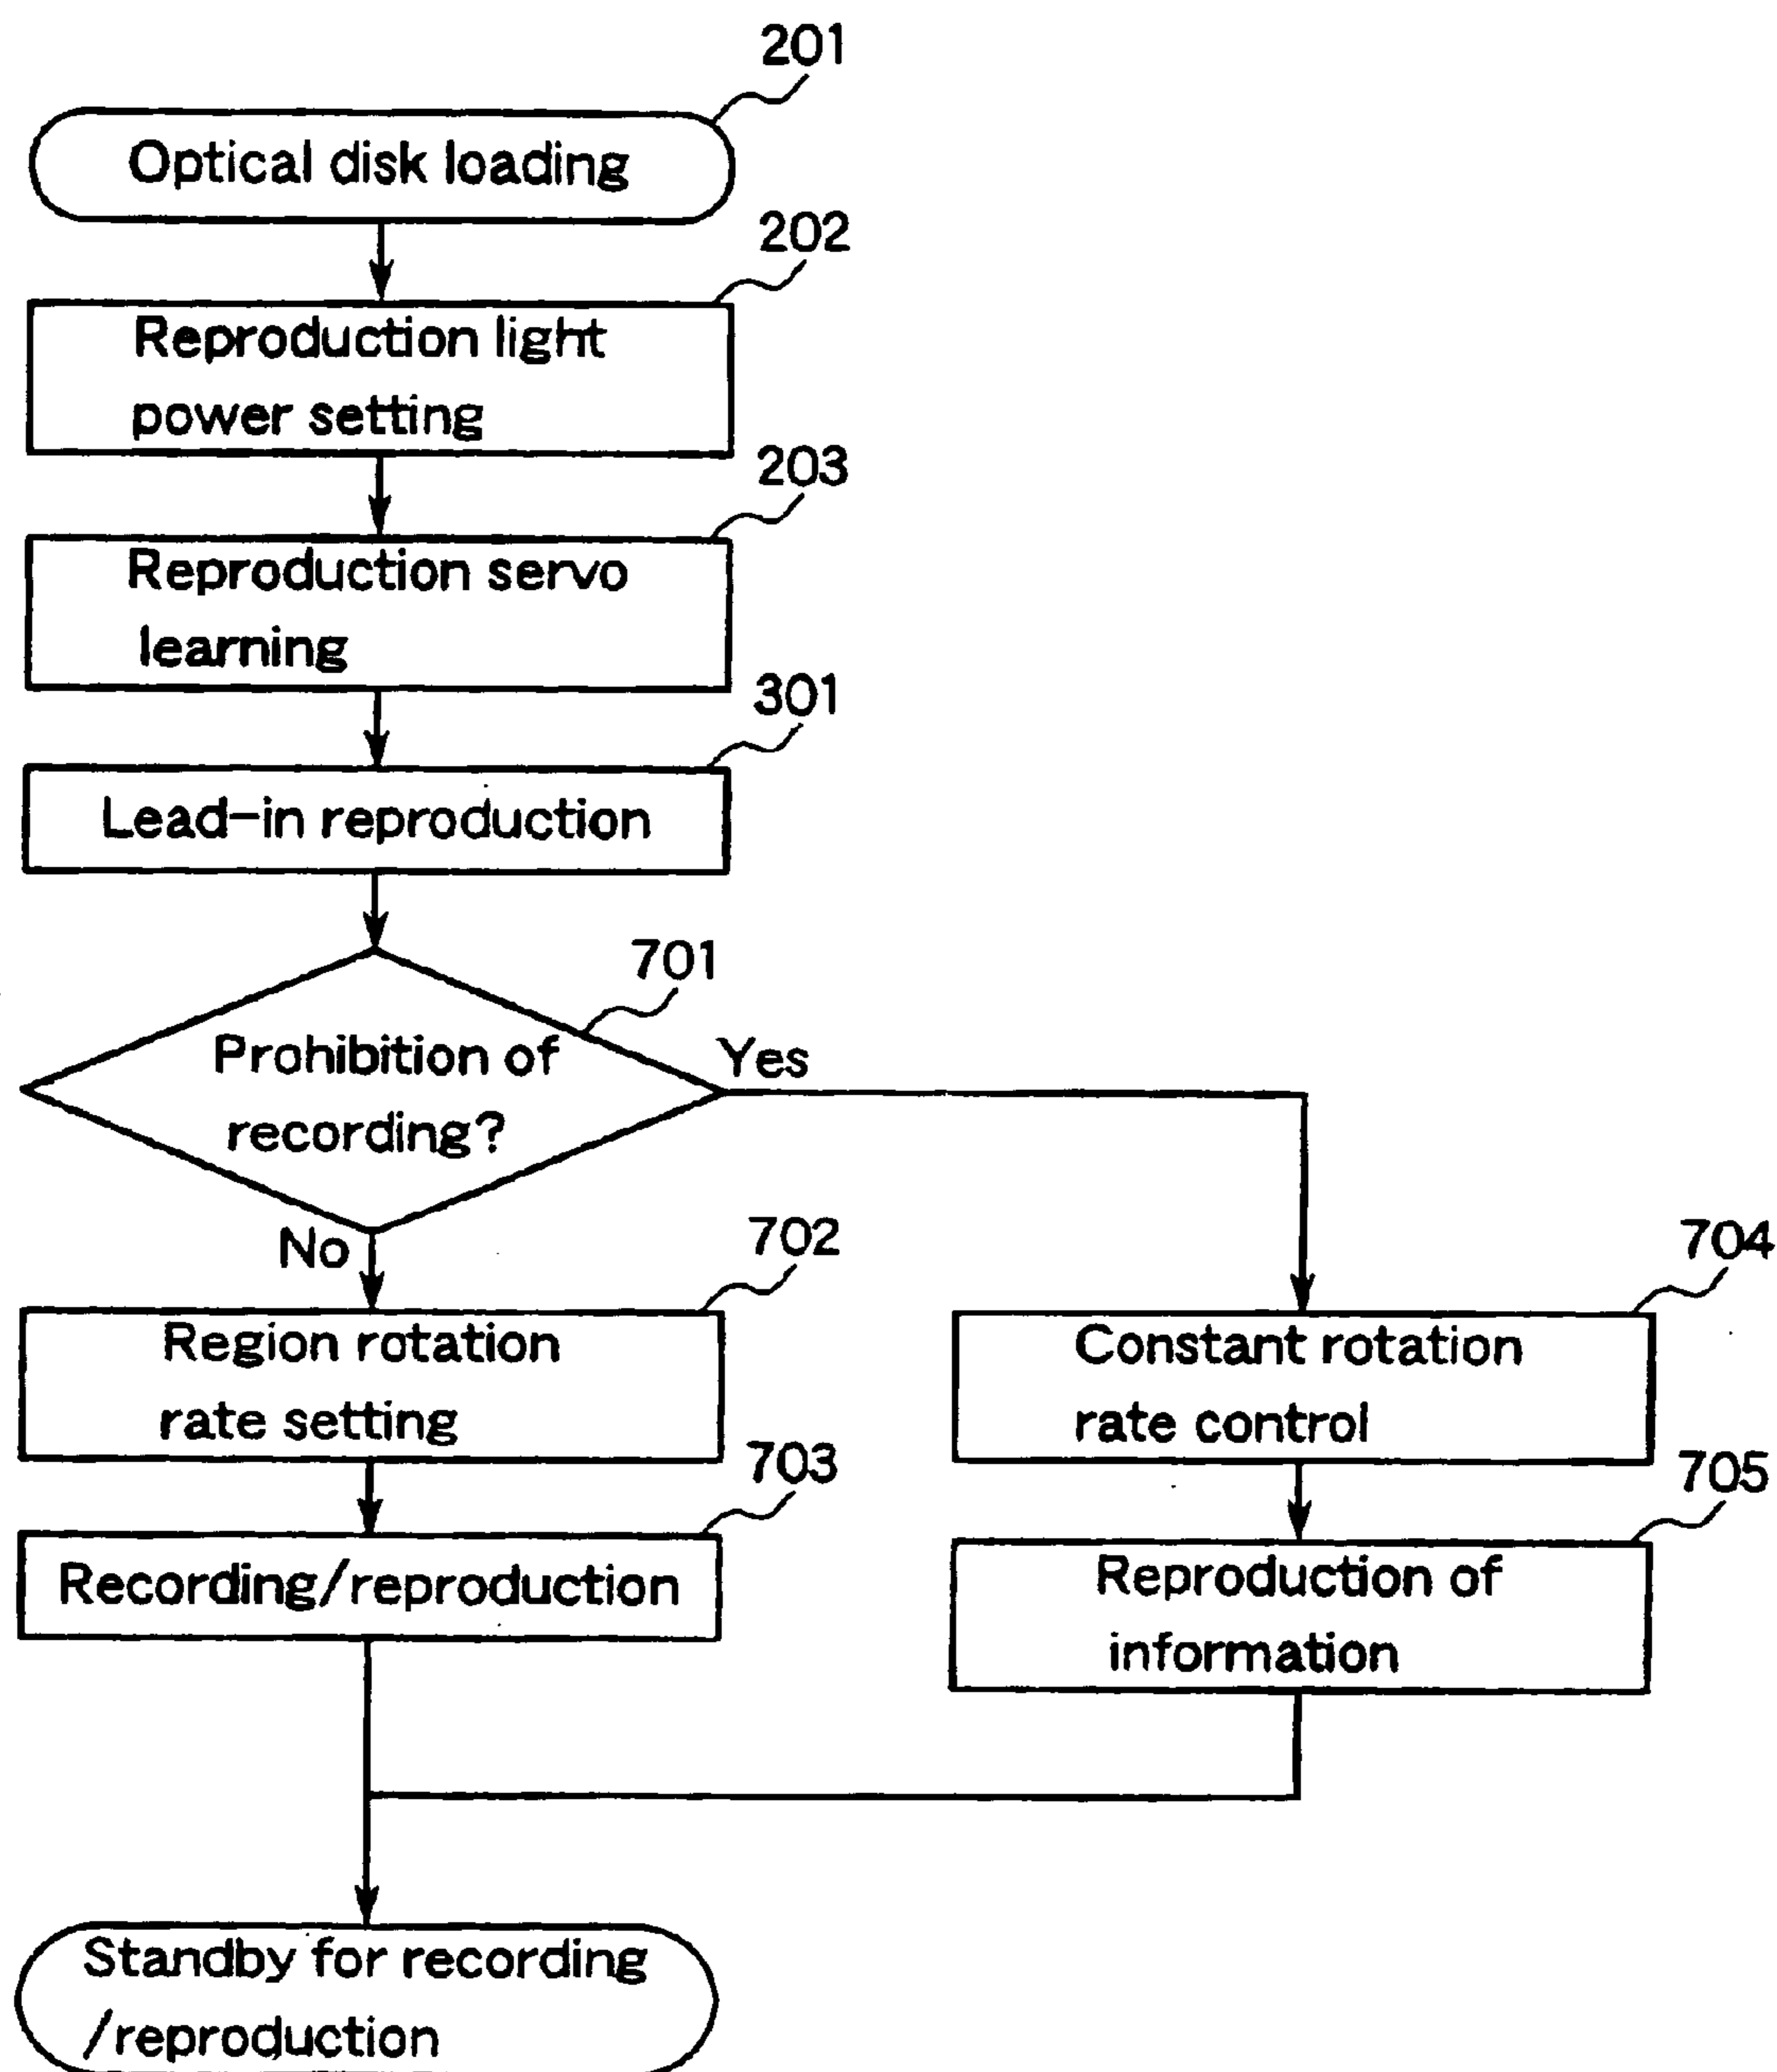 201
Optical disk loading
202
Reproduction light
power setting
203
Reproduction servo
learning
301
Lead-in reproduction
701
Prohibition of
recording?
Yes
No
702
Region rotation
rate setting
703
Recording/reproduction
704
Constant rotation
rate control
705
Reproduction of
information
Standby for recording
/reproduction